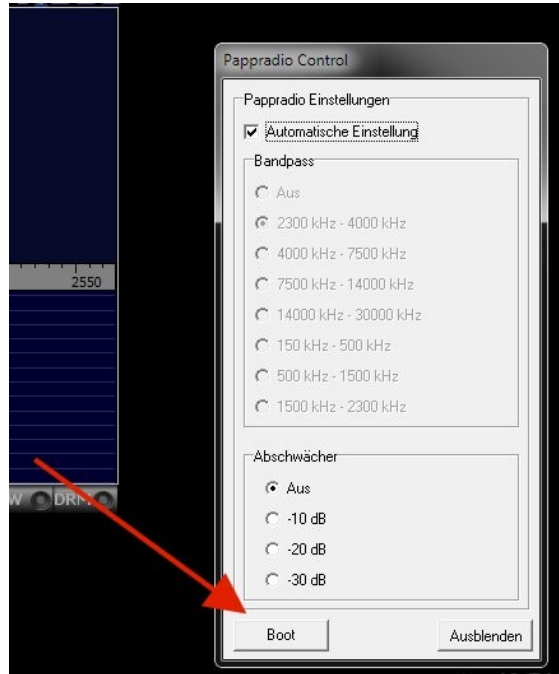 Pappradio Control
Pappradio Einstellungen
Automatische Einstellung
Bandpass
Aus
2300 kHz - 4000 kHz
4000 kHz - 7500 kHz
7500 kHz - 14000 kHz
14000 kHz - 30000 kHz
150 kHz - 500 kHz
500 kHz - 1500 kHz
1500 kHz - 2300 kHz
2550
W DRM
Abschwächer
Aus
-10 dB
-20 dB
-30 dB
Boot
Ausblenden